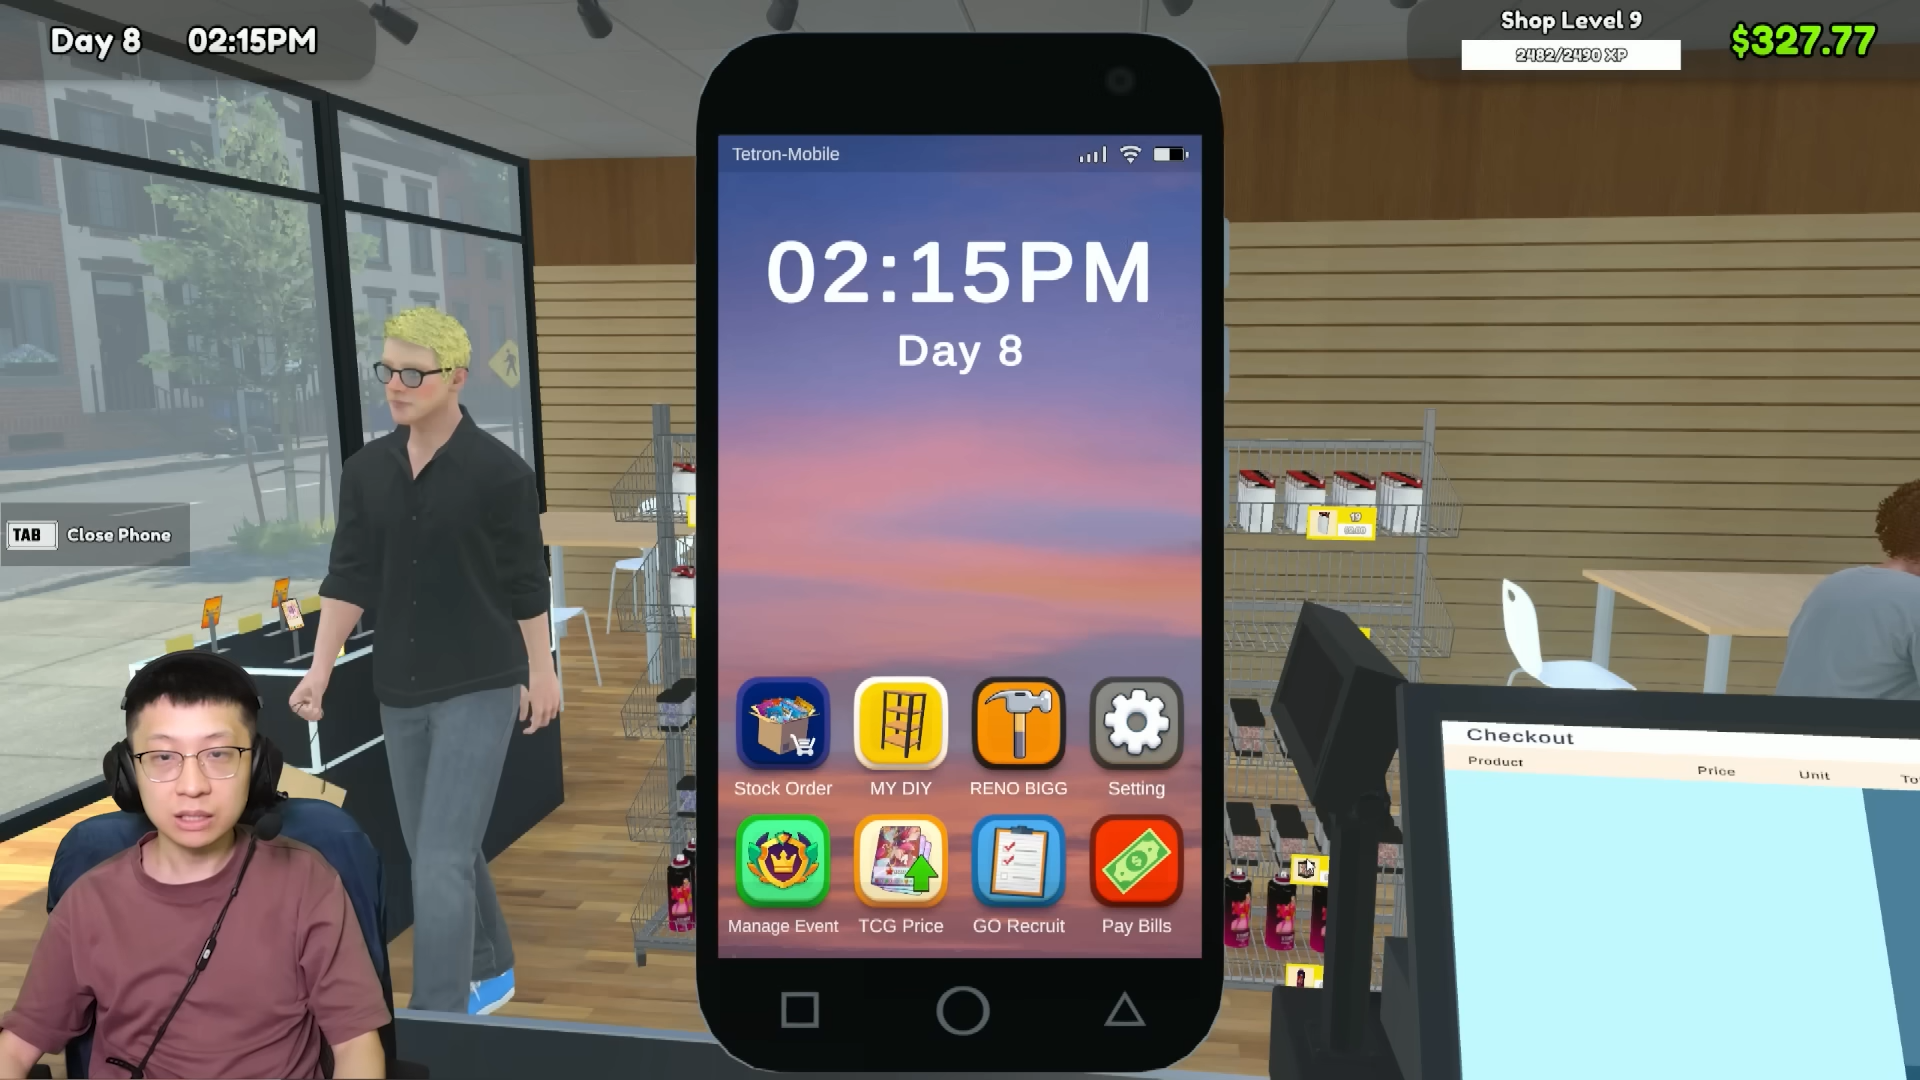 Day 8 02:15PM
Shop Level 9
2482/2490 XP
$327.77
Tetron-Mobile
02:15PM
Day 8
TAB Close Phone
Stock Order MY DIY RENO BIGG Setting
Manage Event TCG Price GO Recruit Pay Bills
19
Checkout
Product Price Unit